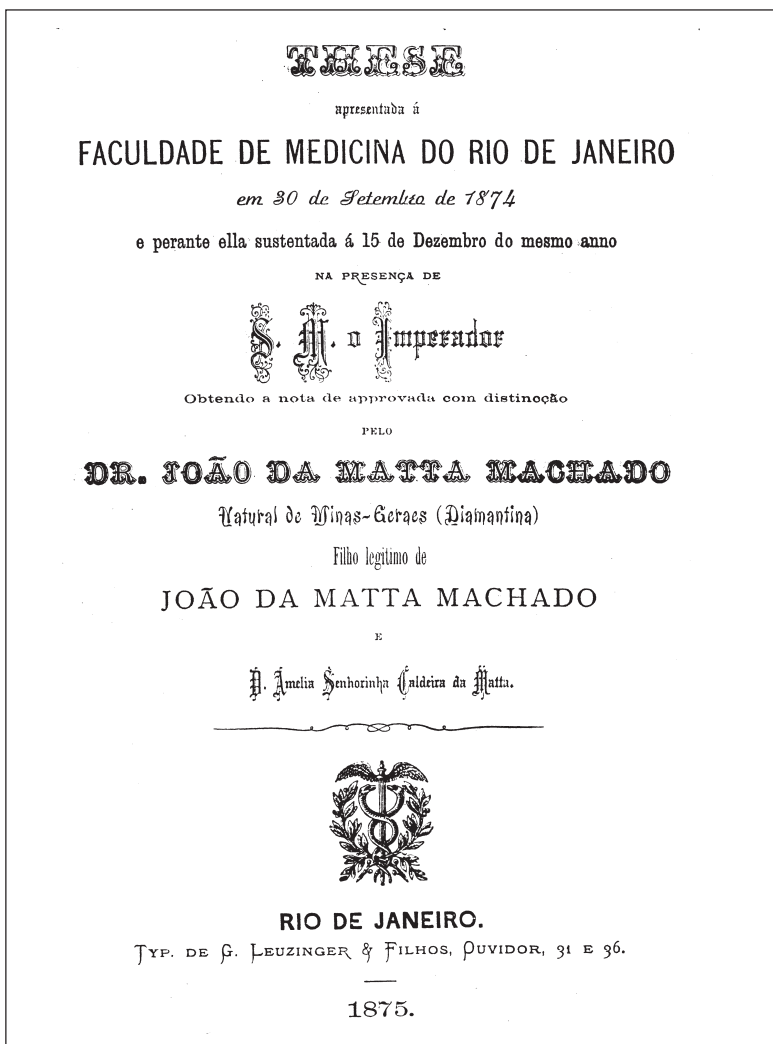 THESE
apresentada á
FACULDADE DE MEDICINA DO RIO DE JANEIRO
em 30 de Setembro de 1874
e perante ella sustentada á 15 de Dezembro do mesmo anno
NA PRESENÇA DE
S. M. o Imperador
Obtendo a nota de approvada com distincção
PELO
DR. JOÃO DA MATTA MACHADO
Natural de Minas-Geraes (Diamantina)
Filho legitimo de
JOÃO DA MATTA MACHADO
E
D. Amelia Senhorinha Caldeira da Matta.
RIO DE JANEIRO.
TYP. DE G. LEUZINGER & FILHOS, OUVIDOR, 31 E 36.
1875.